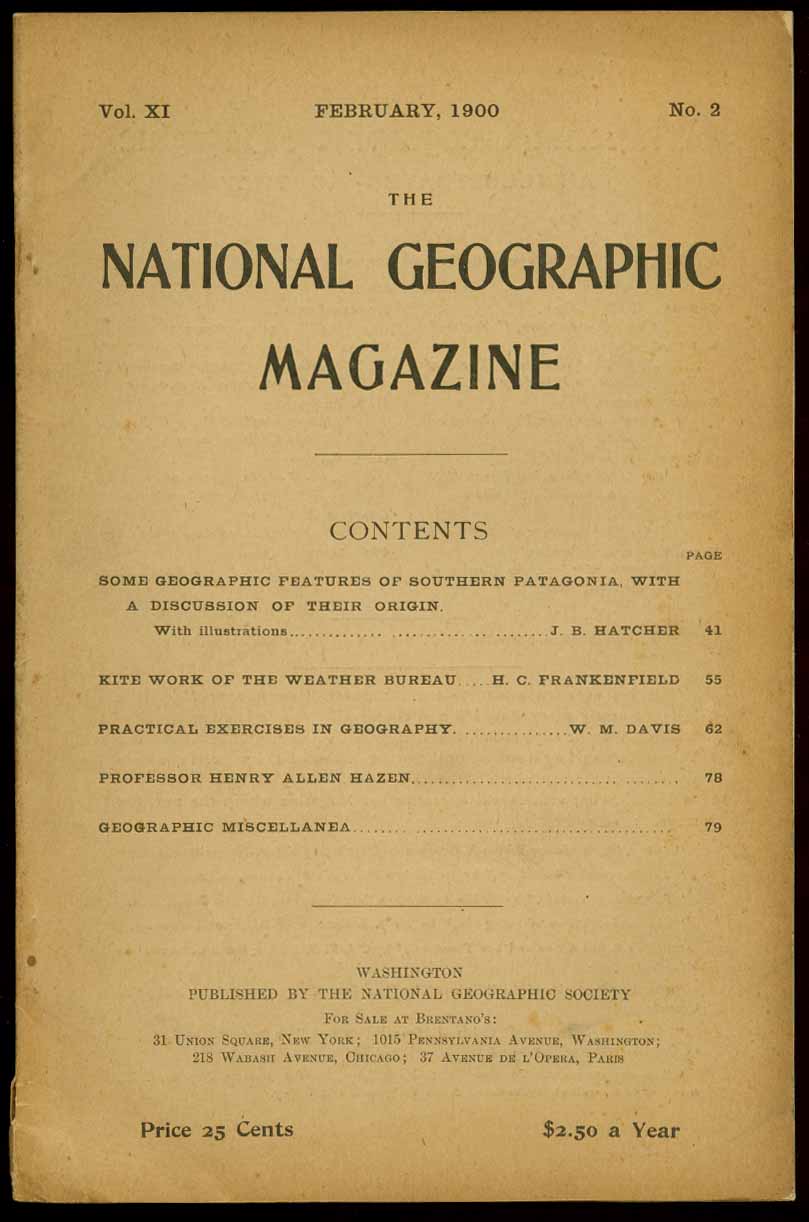 Vol. XI FEBRUARY, 1900 No. 2
THE
NATIONAL GEOGRAPHIC
MAGAZINE
CONTENTS
PAGE
SOME GEOGRAPHIC FEATURES OF SOUTHERN PATAGONIA, WITH
A DISCUSSION OF THEIR ORIGIN.
With illustrations.............. ............................J. B. HATCHER 41
KITE WORK OF THE WEATHER BUREAU.....H. C. FRANKENFIELD 55
PRACTICAL EXERCISES IN GEOGRAPHY. ................W. M. DAVIS 62
PROFESSOR HENRY ALLEN HAZEN........................................ 78
GEOGRAPHIC MISCELLANEA............................................... 79
WASHINGTON
PUBLISHED BY THE NATIONAL GEOGRAPHIC SOCIETY
FOR SALE AT BRENTANO'S:
31 UNION SQUARE, NEW YORK; 1015 PENNSYLVANIA AVENUE, WASHINGTON;
218 WABASH AVENUE, CHICAGO; 37 AVENUE DE L'OPERA, PARIS
Price 25 Cents $2.50 a Year